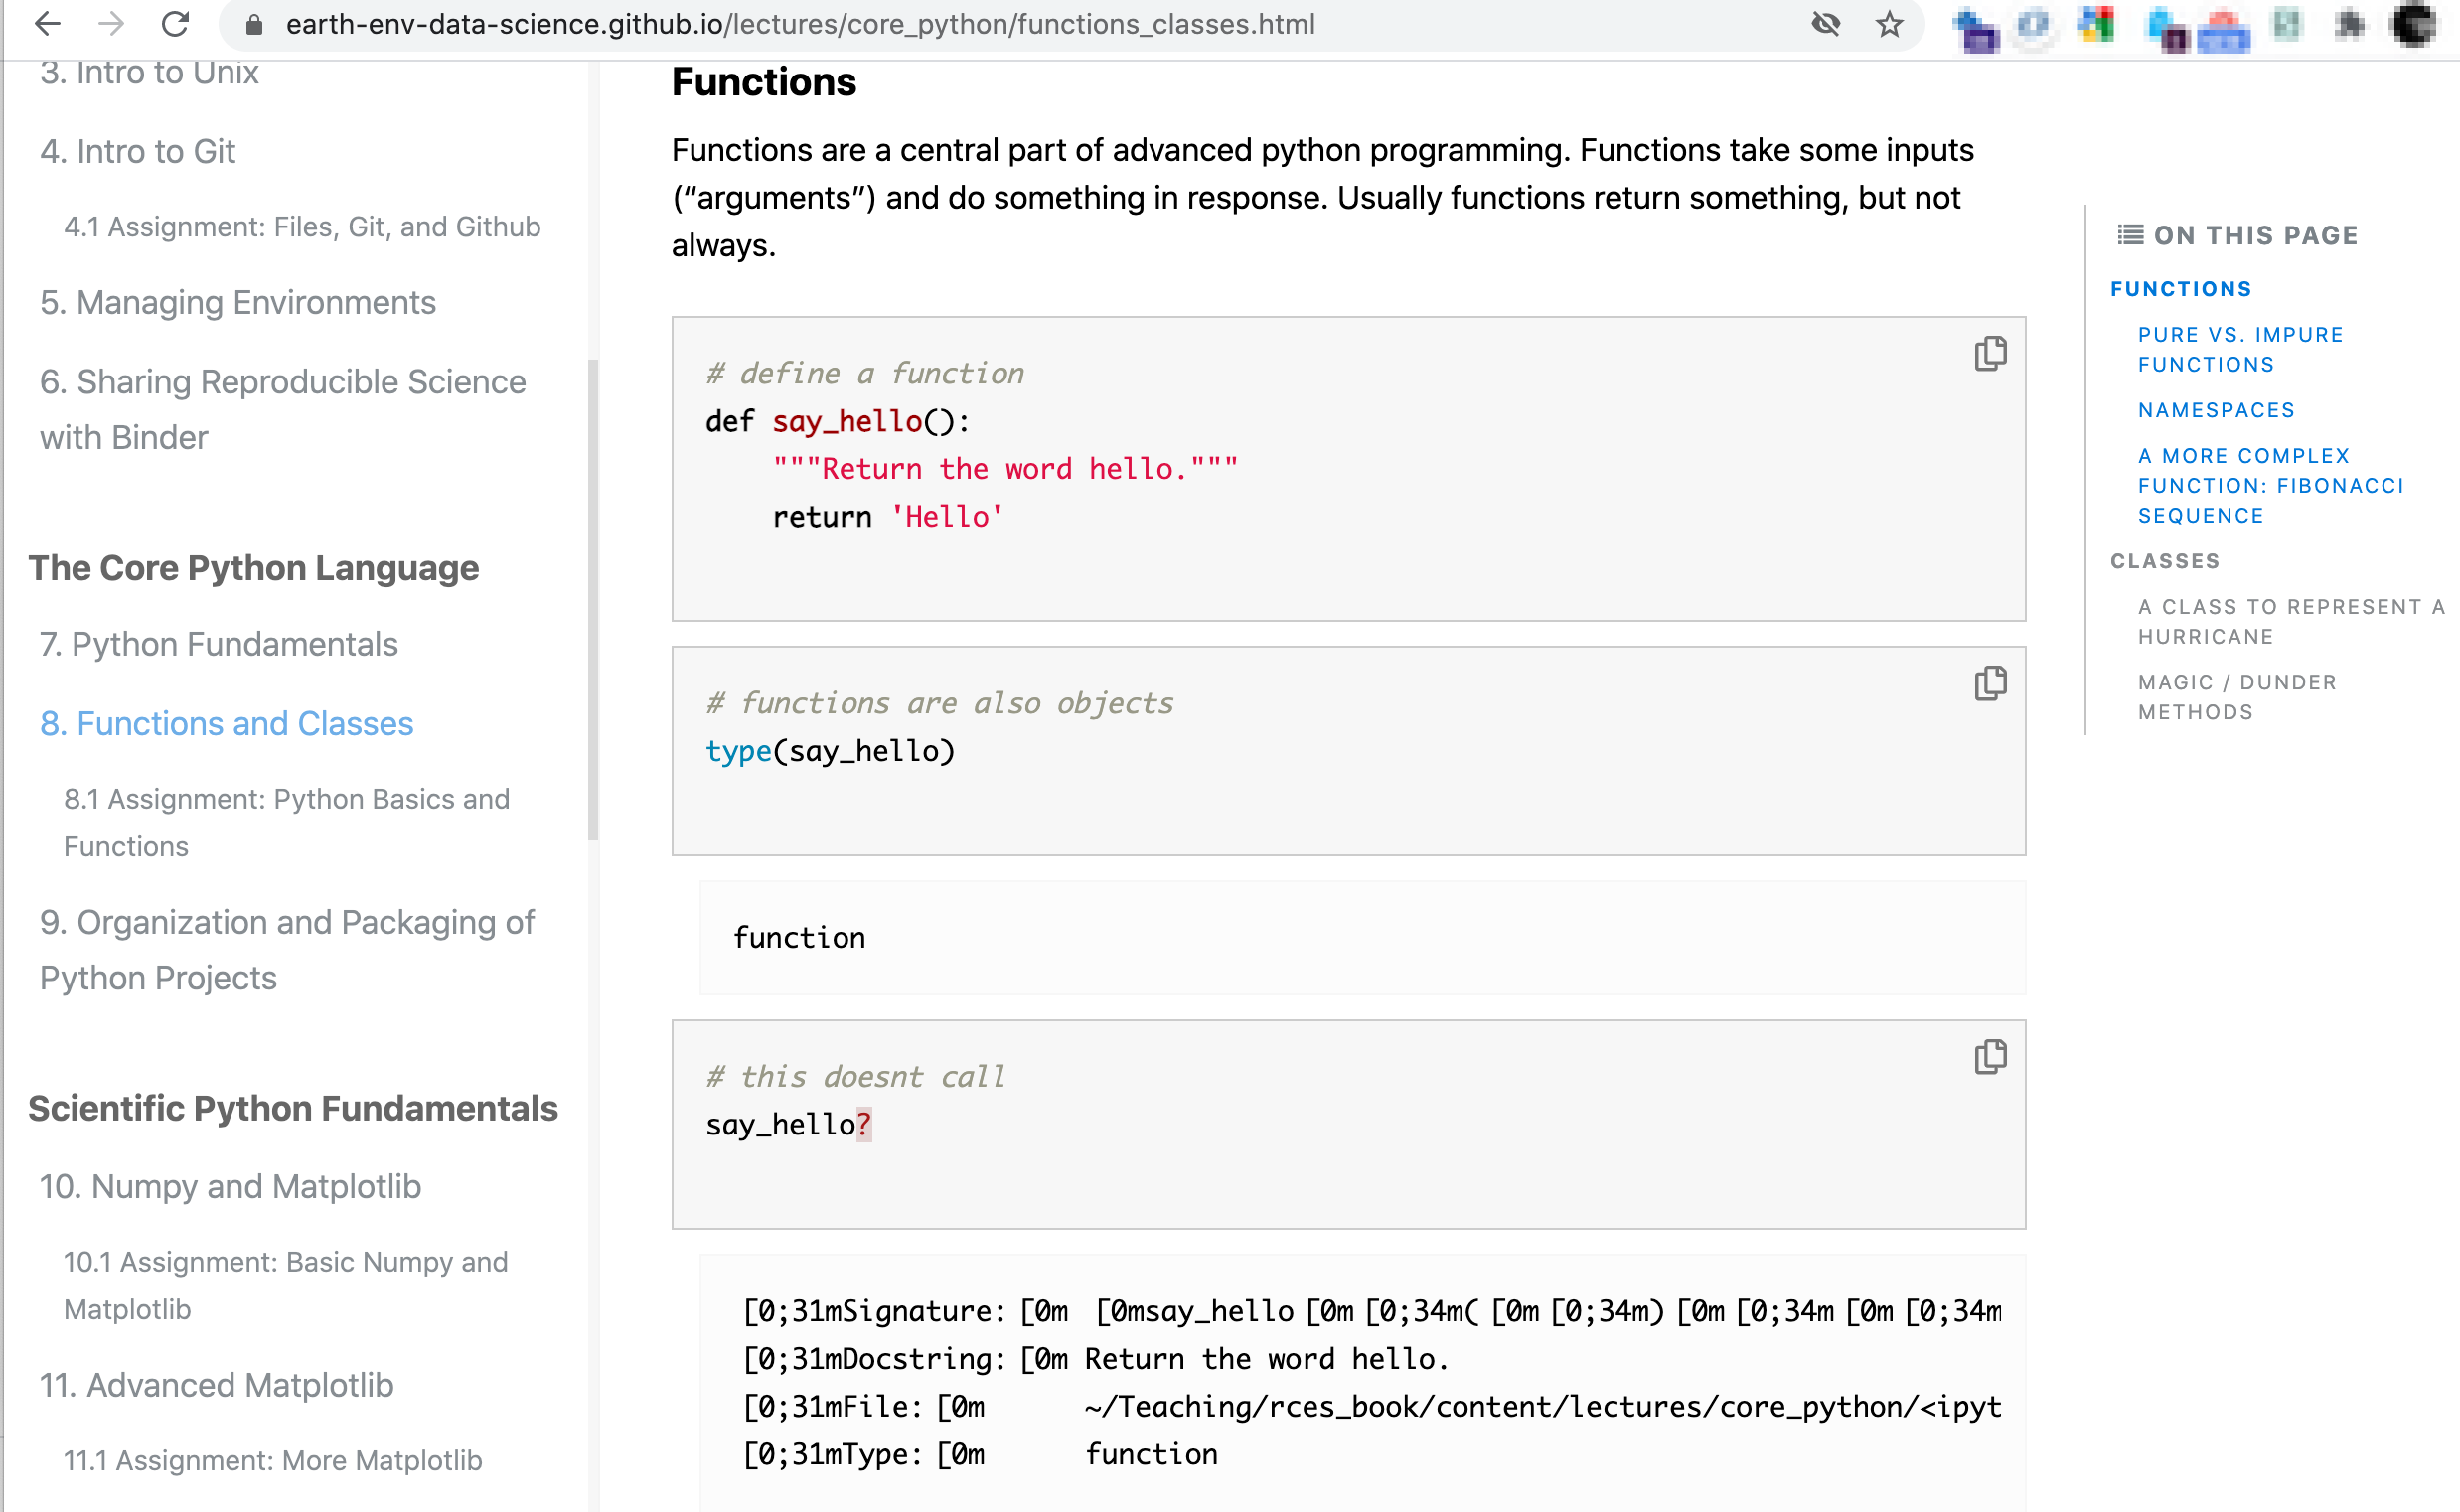 earth-env-data-science.github.io/lectures/core_python/functions_classes.html
3. Intro to Unix
4. Intro to Git
4.1 Assignment: Files, Git, and Github
5. Managing Environments
6. Sharing Reproducible Science
with Binder
The Core Python Language
7. Python Fundamentals
8. Functions and Classes
8.1 Assignment: Python Basics and
Functions
9. Organization and Packaging of
Python Projects
Scientific Python Fundamentals
10. Numpy and Matplotlib
10.1 Assignment: Basic Numpy and
Matplotlib
11. Advanced Matplotlib
11.1 Assignment: More Matplotlib
Functions
Functions are a central part of advanced python programming. Functions take some inputs
(“arguments”) and do something in response. Usually functions return something, but not
always.
# define a function
def say_hello():
    """Return the word hello."""
    return 'Hello'
# functions are also objects
type(say_hello)
function
# this doesnt call
say_hello?
[0;31mSignature: [0m [0msay_hello [0m [0;34m( [0m [0;34m) [0m [0;34m [0m [0;34m
[0;31mDocstring: [0m Return the word hello.
[0;31mFile: [0m      ~/Teaching/rces_book/content/lectures/core_python/<ipyt
[0;31mType: [0m      function
ON THIS PAGE
FUNCTIONS
PURE VS. IMPURE
FUNCTIONS
NAMESPACES
A MORE COMPLEX
FUNCTION: FIBONACCI
SEQUENCE
CLASSES
A CLASS TO REPRESENT A
HURRICANE
MAGIC / DUNDER
METHODS